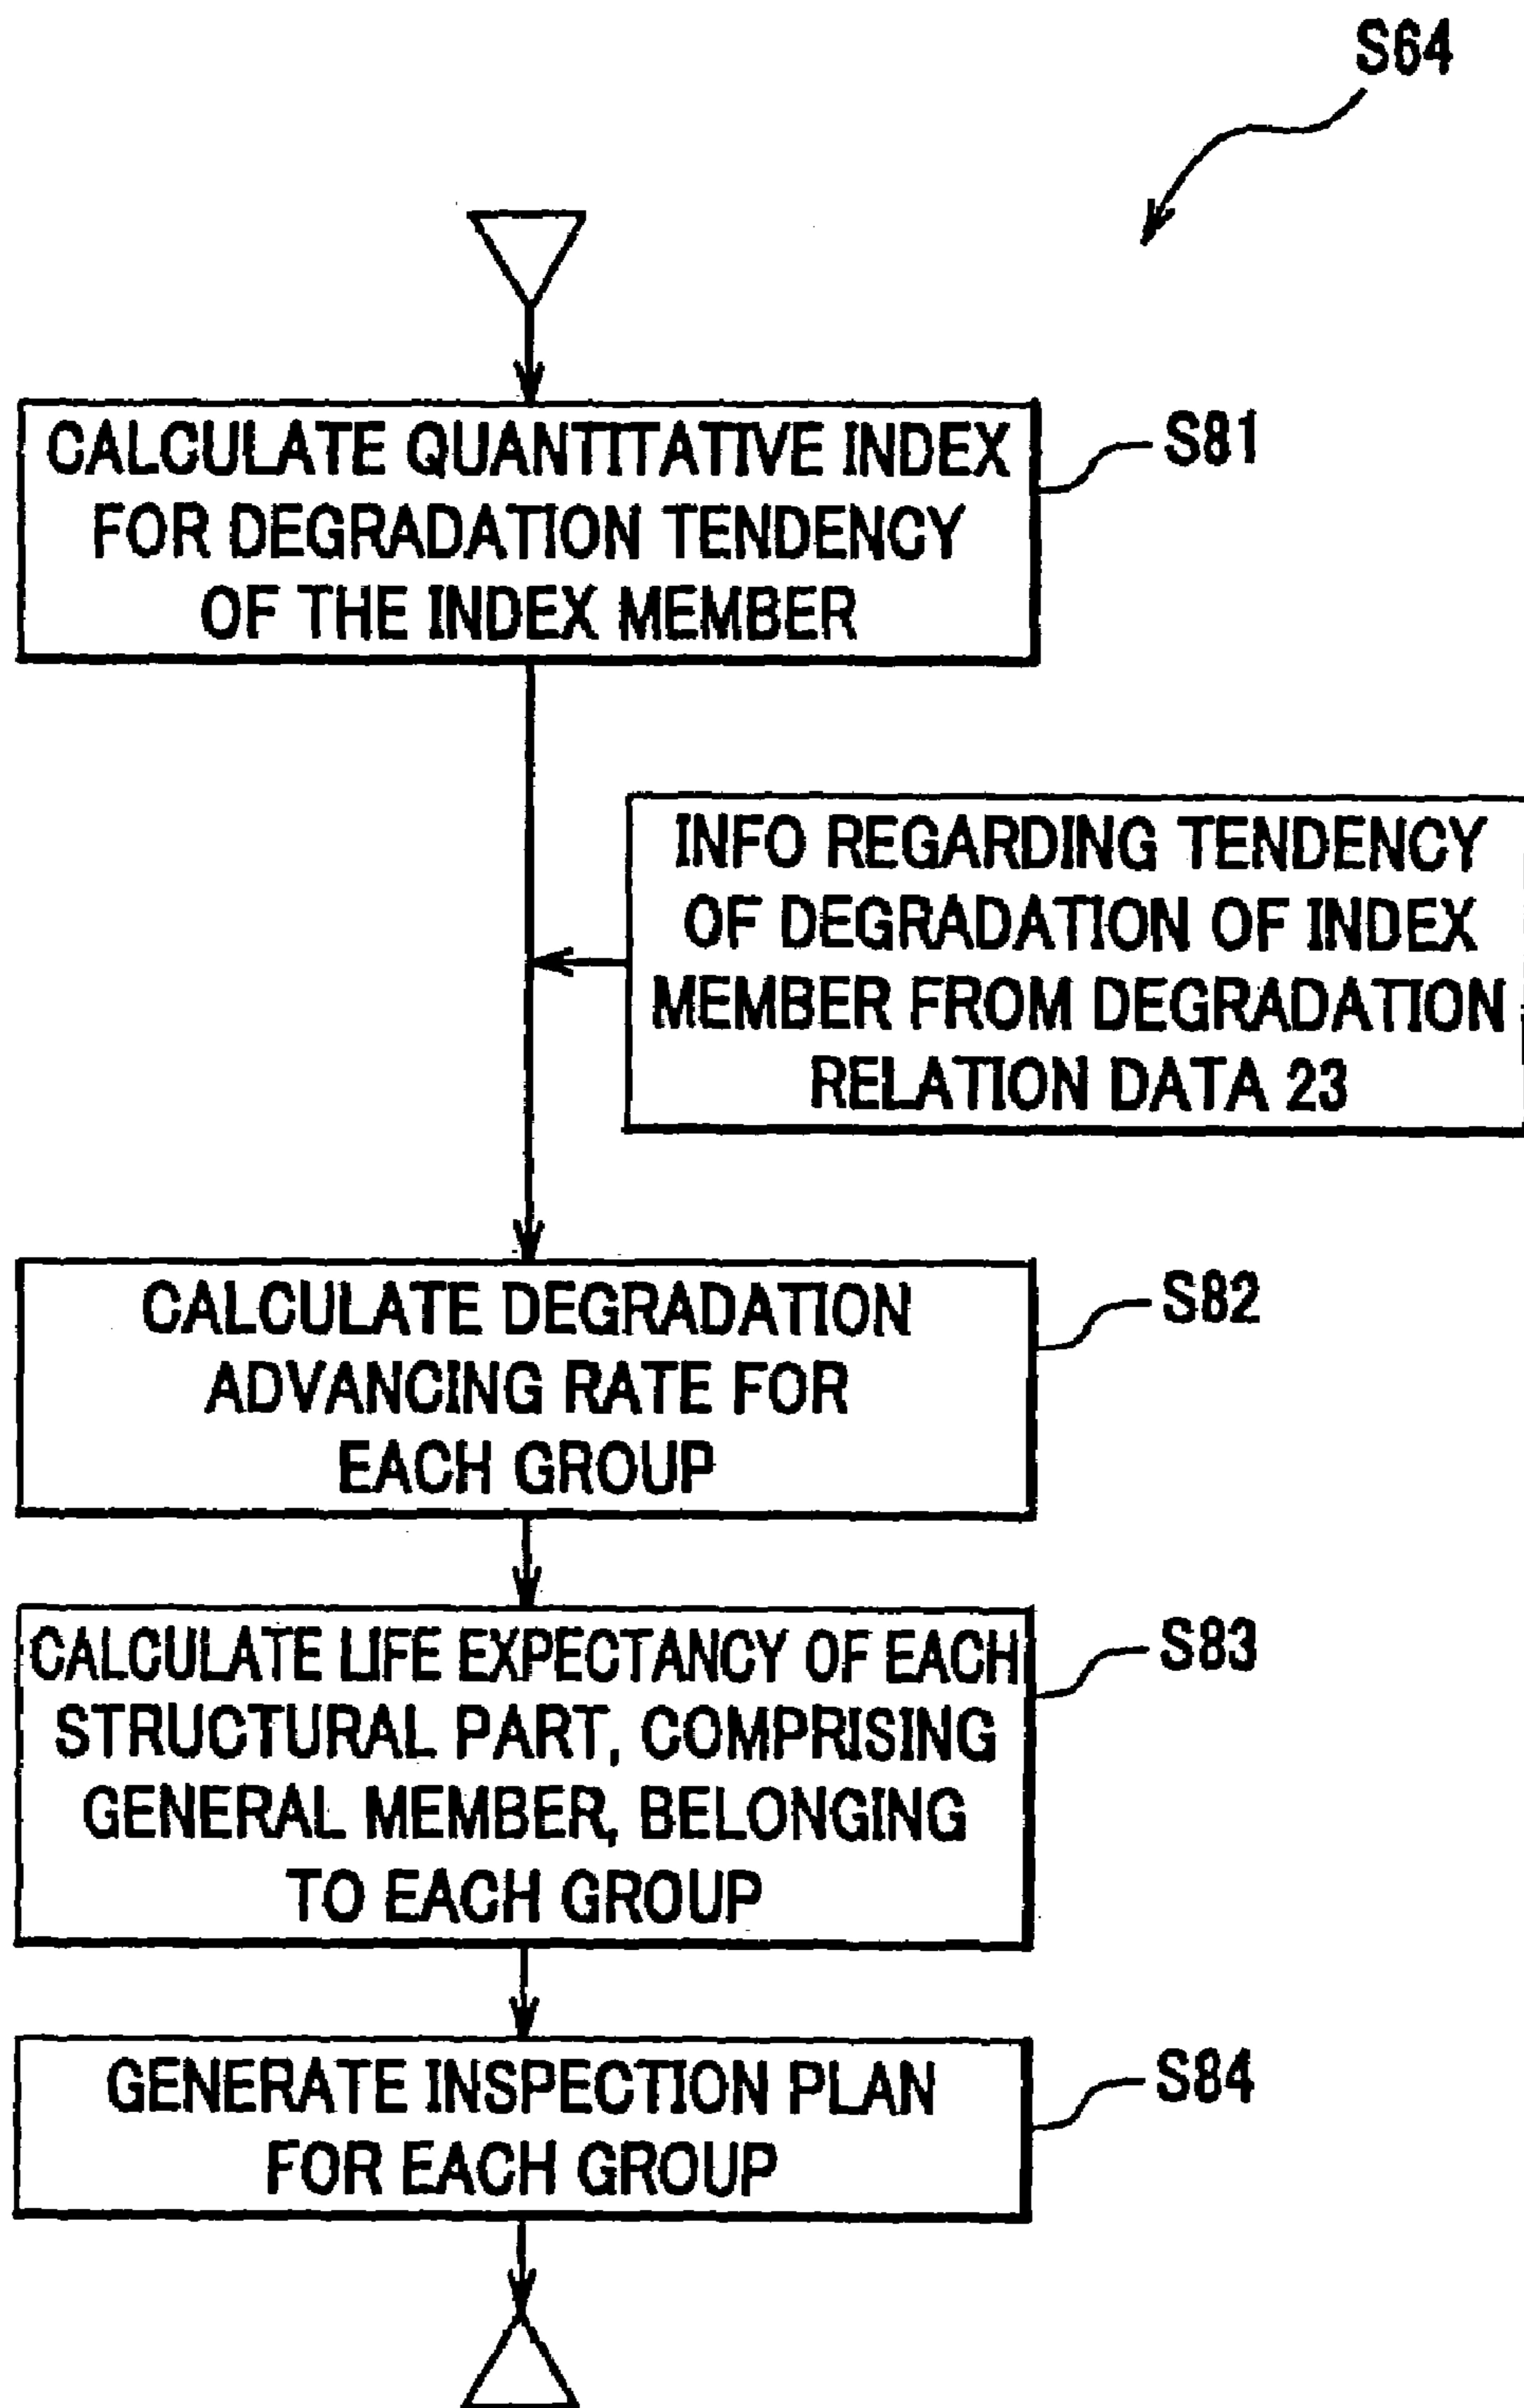 S64
CALCULATE QUANTITATIVE INDEX
FOR DEGRADATION TENDENCY
OF THE INDEX MEMBER
S81
INFO REGARDING TENDENCY
OF DEGRADATION OF INDEX
MEMBER FROM DEGRADATION
RELATION DATA 23
CALCULATE DEGRADATION
ADVANCING RATE FOR
EACH GROUP
S82
CALCULATE LIFE EXPECTANCY OF EACH
STRUCTURAL PART, COMPRISING
GENERAL MEMBER, BELONGING
TO EACH GROUP
S83
GENERATE INSPECTION PLAN
FOR EACH GROUP
S84